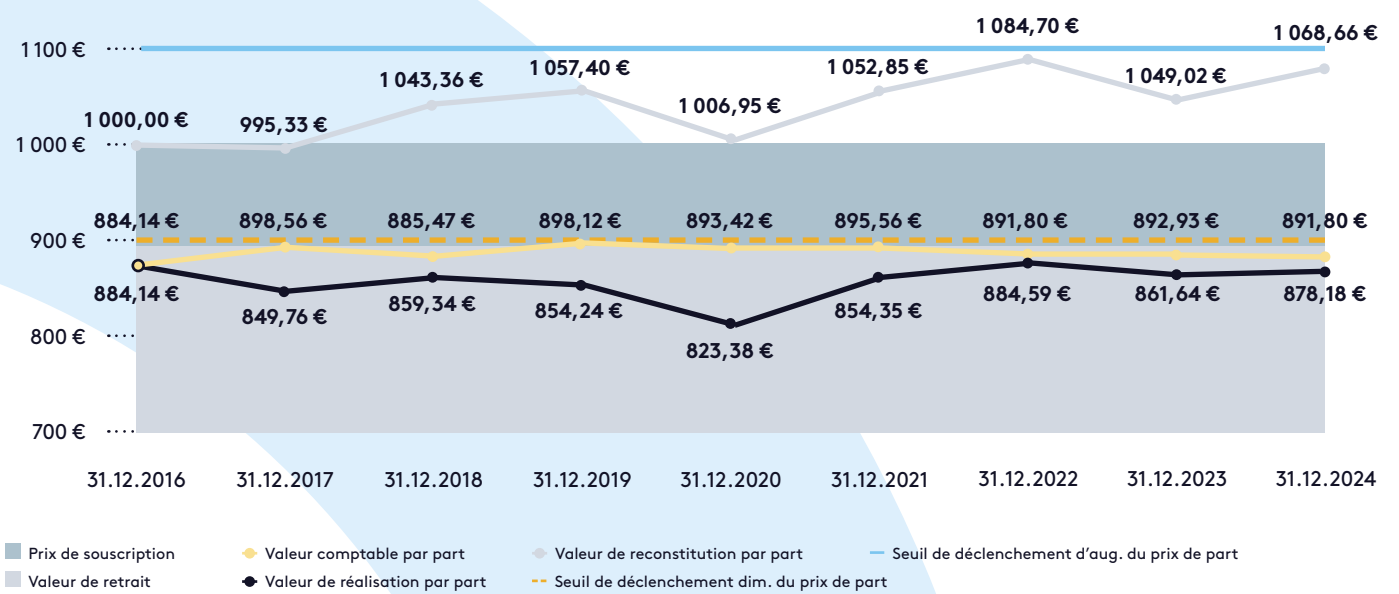 1 084,70 €
1 068,66 €
1100 €
1 043,36 €
1 057,40 €
1 052,85 €
1 049,02 €
1 000,00 €
995,33 €
1 006,95 €
1 000 €
884,14 € 898,56 € 885,47 € 898,12 € 893,42 € 895,56 € 891,80 € 892,93 € 891,80 €
900 €
884,14 €
849,76 €
859,34 €
854,24 €
823,38 €
854,35 €
884,59 €
861,64 €
878,18 €
800 €
700 €
31.12.2016 31.12.2017 31.12.2018 31.12.2019 31.12.2020 31.12.2021 31.12.2022 31.12.2023 31.12.2024
Prix de souscription
Valeur comptable par part
Valeur de reconstitution par part
Seuil de déclenchement d’aug. du prix de part
Valeur de retrait
Valeur de réalisation par part
Seuil de déclenchement dim. du prix de part